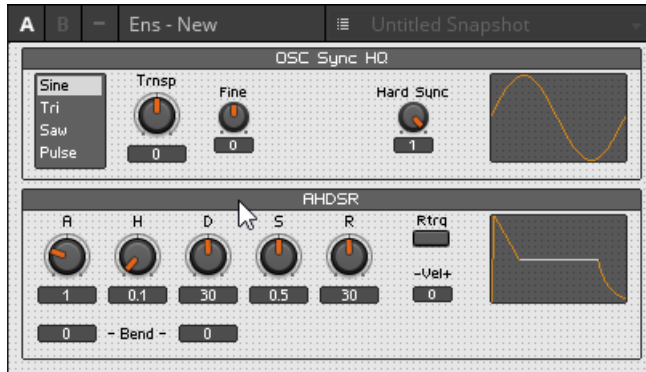 A B – Ens - New Untitled Snapshot
OSC Sync HQ
Sine
Tri
Saw
Pulse
Trnsp
0
Fine
0
Hard Sync
1
AHDSR
A H D S R Rtrg
1 0.1 30 0.5 30
-Vel+
0
0 - Bend - 0